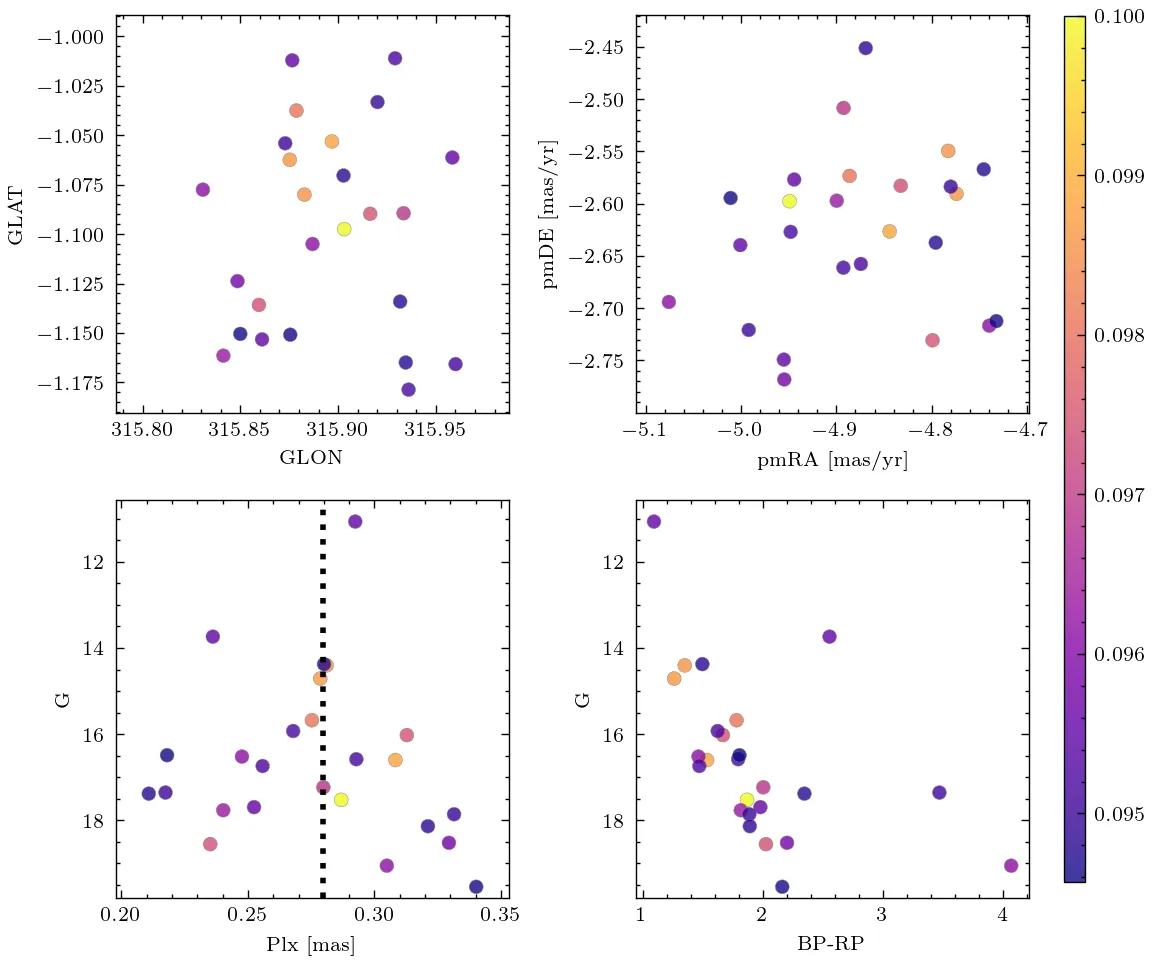 −1.000
−1.025
−1.050
−1.075
−1.100
−1.125
−1.150
−1.175
GLAT
315.80 315.85 315.90 315.95
GLON
−2.45
−2.50
−2.55
−2.60
−2.65
−2.70
−2.75
pmDE [mas/yr]
−5.1 −5.0 −4.9 −4.8 −4.7
pmRA [mas/yr]
0.100
0.099
0.098
0.097
0.096
0.095
12
14
16
18
G
0.20 0.25 0.30 0.35
Plx [mas]
12
14
16
18
G
1 2 3 4
BP-RP